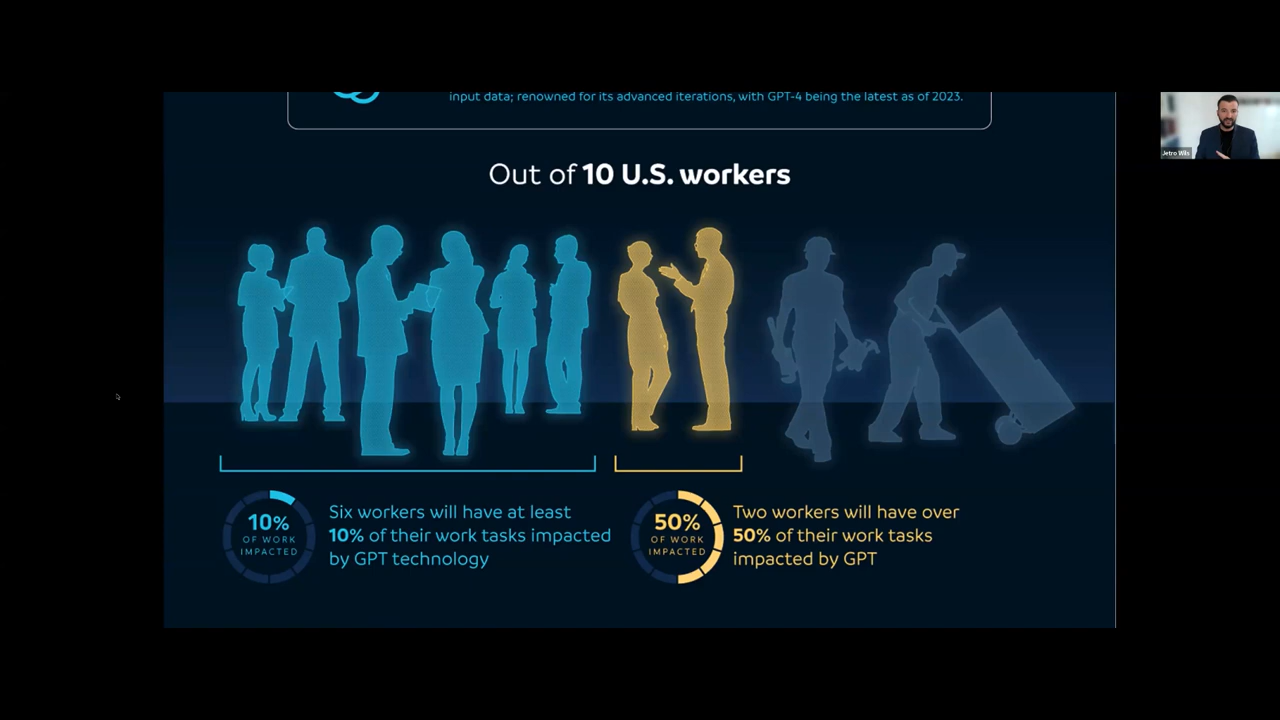 input data; renowned for its advanced iterations, with GPT-4 being the latest as of 2023.
Jetro Wils
Out of 10 U.S. workers
10%
OF WORK
IMPACTED
Six workers will have at least
10% of their work tasks impacted
by GPT technology
50%
OF WORK
IMPACTED
Two workers will have over
50% of their work tasks
impacted by GPT